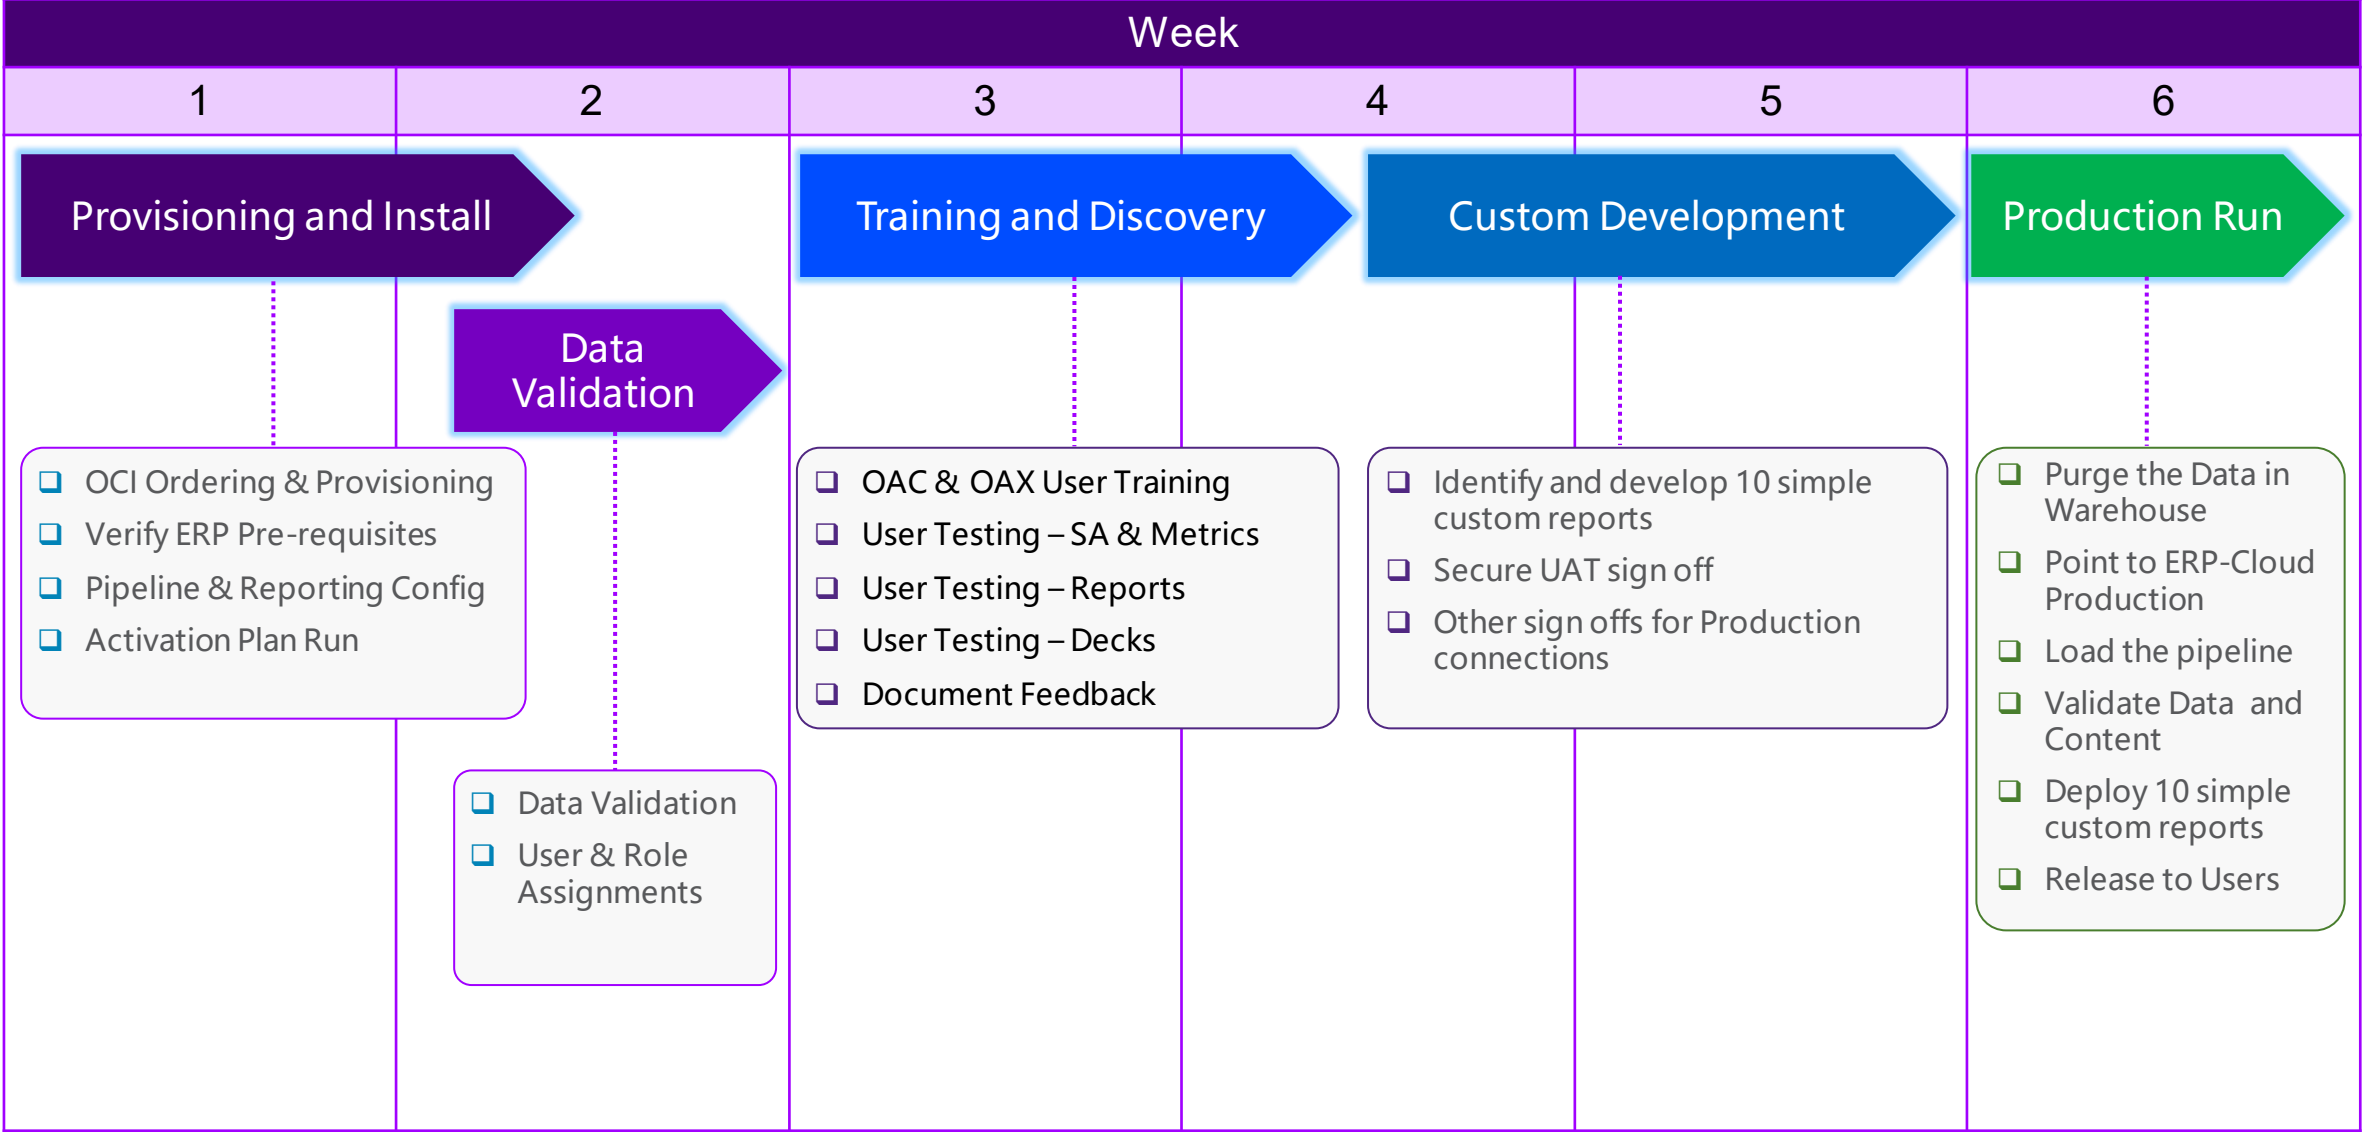 Week
1
2
3
4
5
6
Provisioning and Install
Training and Discovery
Custom Development
Production Run
Data
Validation
OCI Ordering & Provisioning
Verify ERP Pre-requisites
Pipeline & Reporting Config
Activation Plan Run
Data Validation
User & Role
Assignments
OAC & OAX User Training
User Testing – SA & Metrics
User Testing – Reports
User Testing – Decks
Document Feedback
Identify and develop 10 simple
custom reports
Secure UAT sign off
Other sign offs for Production
connections
Purge the Data in
Warehouse
Point to ERP-Cloud
Production
Load the pipeline
Validate Data and
Content
Deploy 10 simple
custom reports
Release to Users